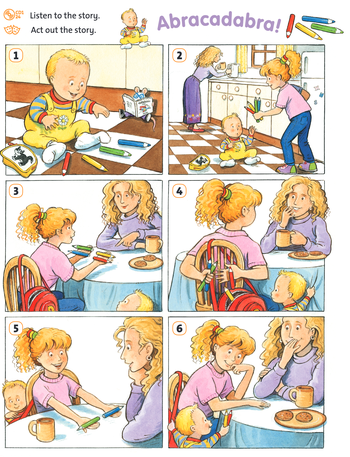 Listen to the story.
Act out the story.
Abracadabra!
1
2
3
4
5
6